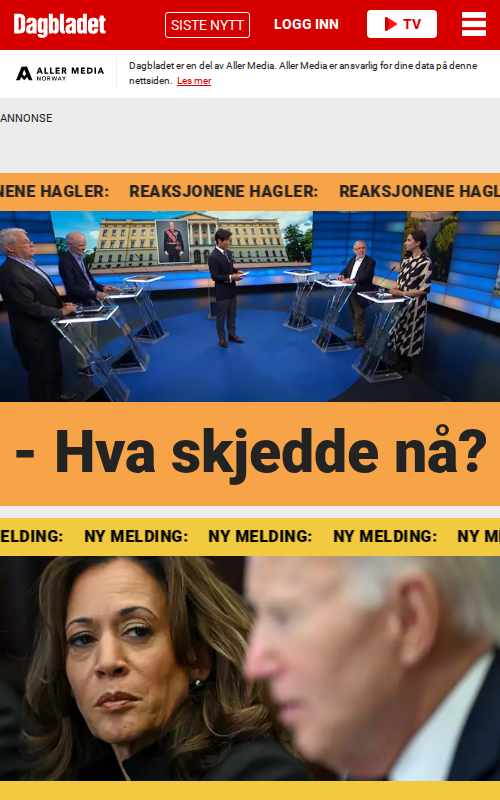 Dagbladet
SISTE NYTT
LOGG INN
TV
ALLER MEDIA
NORWAY
Dagbladet er en del av Aller Media. Aller Media er ansvarlig for dine data på denne
nettsiden. Les mer
ANNONSE
NENE HAGLER: REAKSJONENE HAGLER: REAKSJONENE HAGL
- Hva skjedde nå?
ELDING: NY MELDING: NY MELDING: NY MELDING: NY M